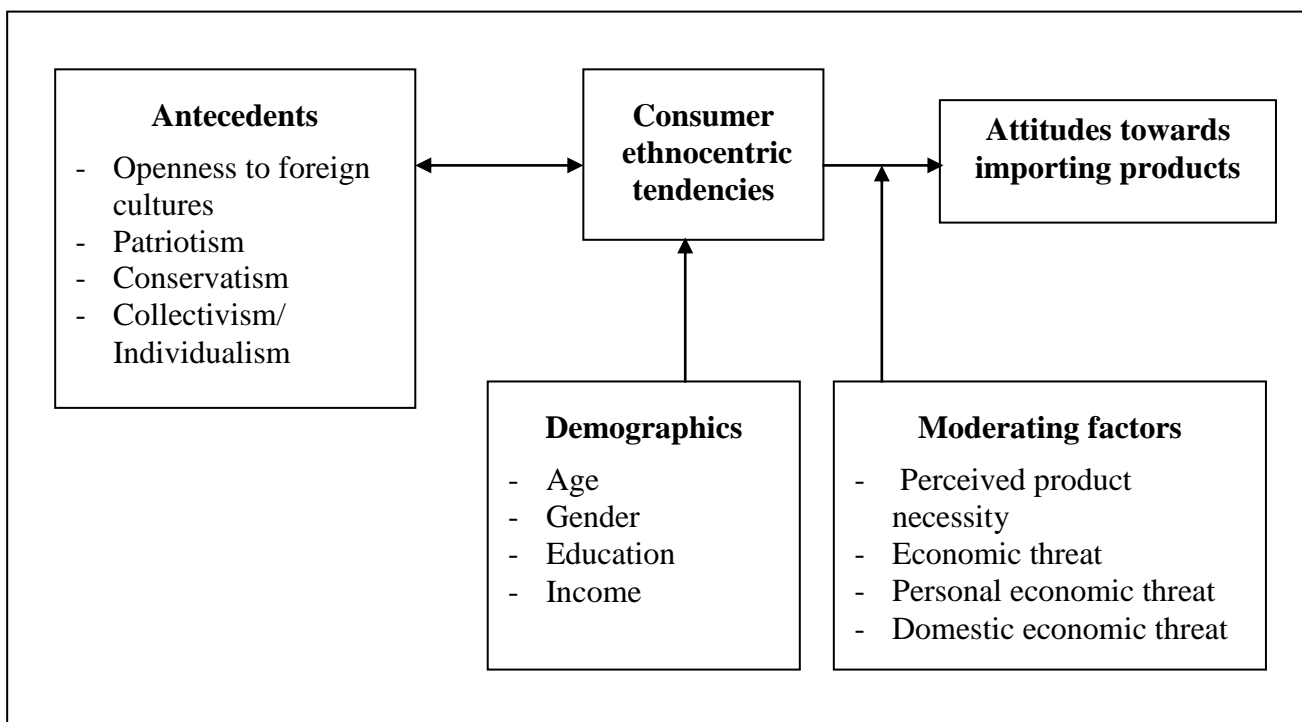 Antecedents
- Openness to foreign
cultures
- Patriotism
- Conservatism
- Collectivism/
Individualism
Consumer
ethnocentric
tendencies
Attitudes towards
importing products
Demographics
- Age
- Gender
- Education
- Income
Moderating factors
- Perceived product
necessity
- Economic threat
- Personal economic threat
- Domestic economic threat